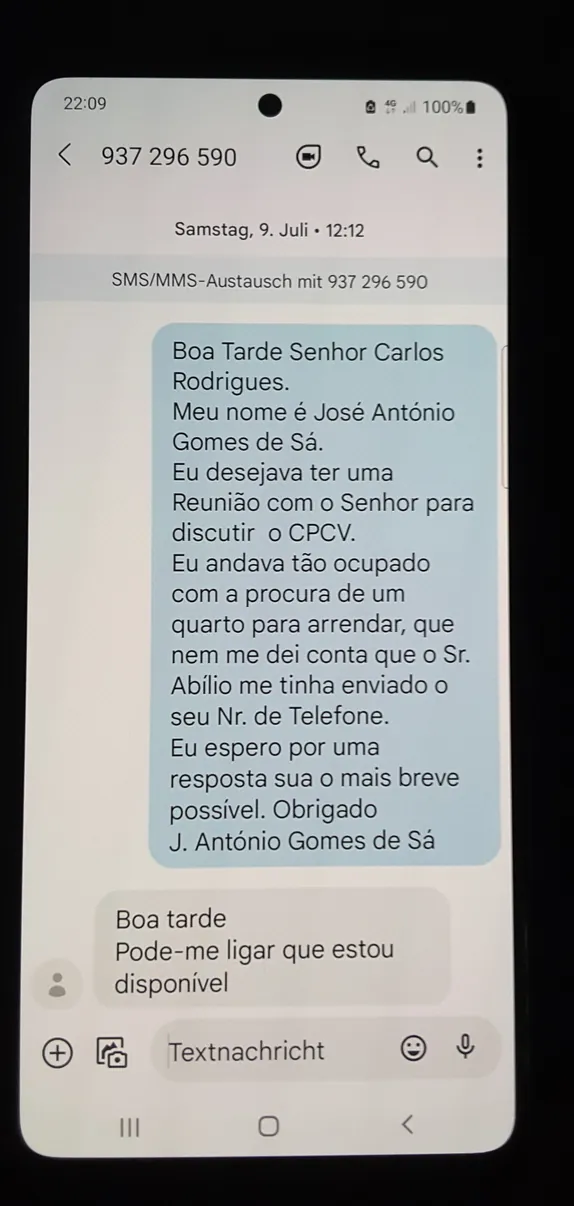 22:09
4G 100%
937 296 590
Samstag, 9. Juli • 12:12
SMS/MMS-Austausch mit 937 296 590
Boa Tarde Senhor Carlos
Rodrigues.
Meu nome é José António
Gomes de Sá.
Eu desejava ter uma
Reunião com o Senhor para
discutir  o CPCV.
Eu andava tão ocupado
com a procura de um
quarto para arrendar, que
nem me dei conta que o Sr.
Abílio me tinha enviado o
seu Nr. de Telefone.
Eu espero por uma
resposta sua o mais breve
possível. Obrigado
J. António Gomes de Sá
Boa tarde
Pode-me ligar que estou
disponível
Textnachricht